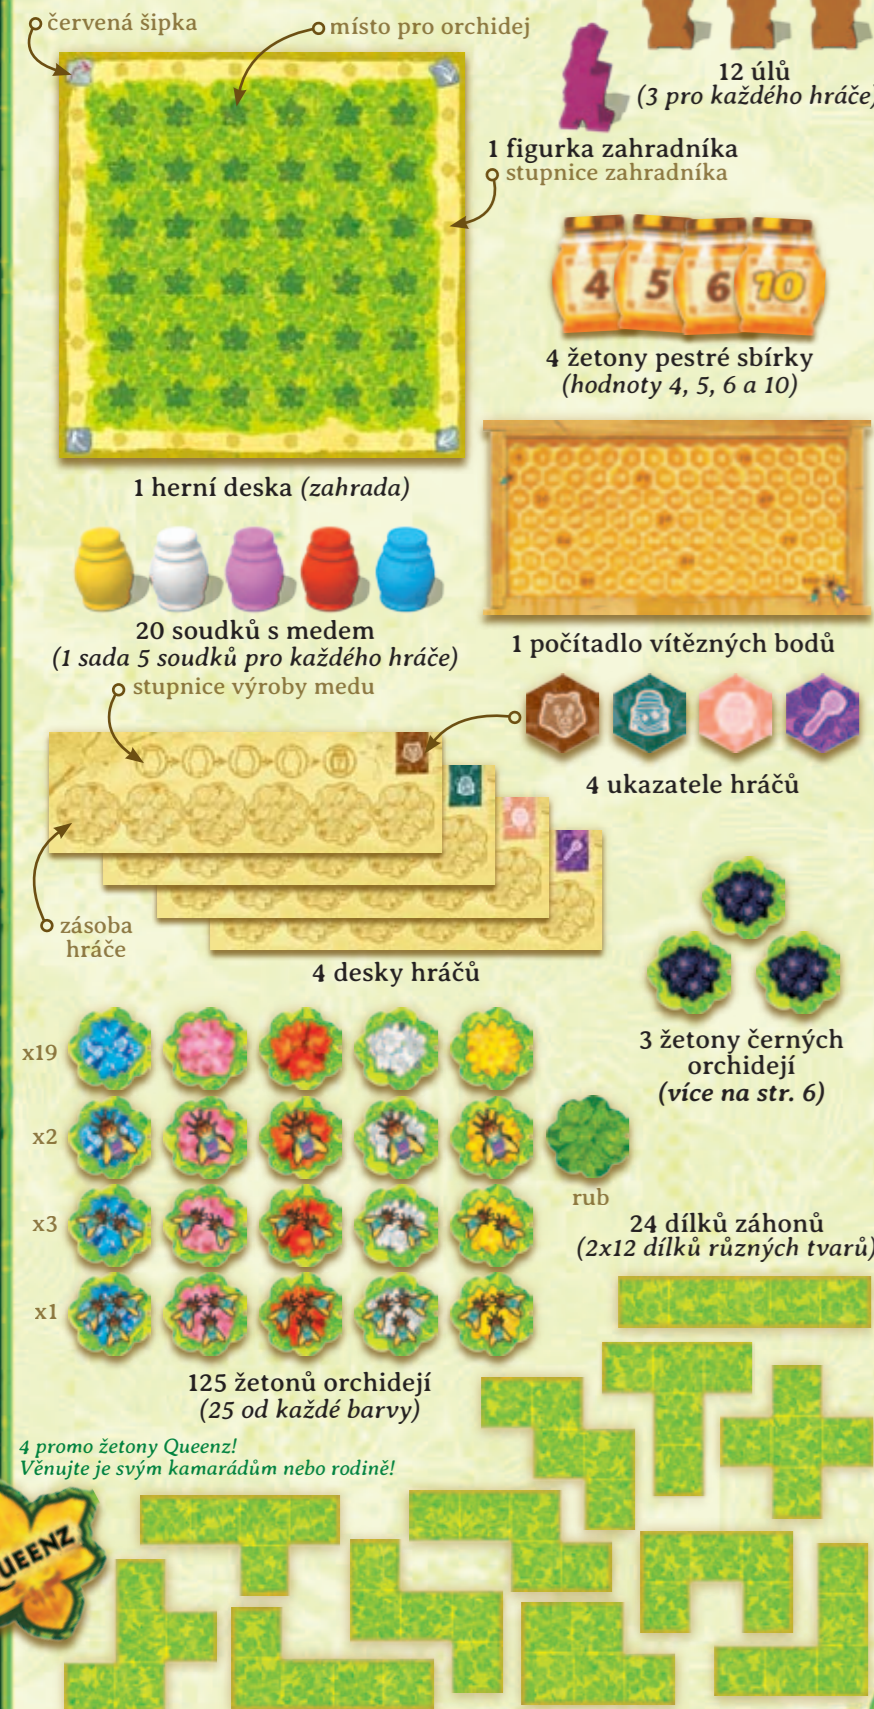 červená šipka
místo pro orchidej
12 úlů
(3 pro každého hráče)
1 figurka zahradníka
stupnice zahradníka
4 5 6 10
4 žetony pestré sbírky
(hodnoty 4, 5, 6 a 10)
1 herní deska (zahrada)
20 soudků s medem
(1 sada 5 soudků pro každého hráče)
1 počítadlo vítězných bodů
stupnice výroby medu
4 ukazatele hráčů
zásoba
hráče
4 desky hráčů
3 žetony černých
orchidejí
(více na str. 6)
x19
x2
x3
x1
rub
24 dílků záhonů
(2x12 dílků různých tvarů)
125 žetonů orchidejí
(25 od každé barvy)
4 promo žetony Queenz!
Věnujte je svým kamarádům nebo rodině!
UEENZ